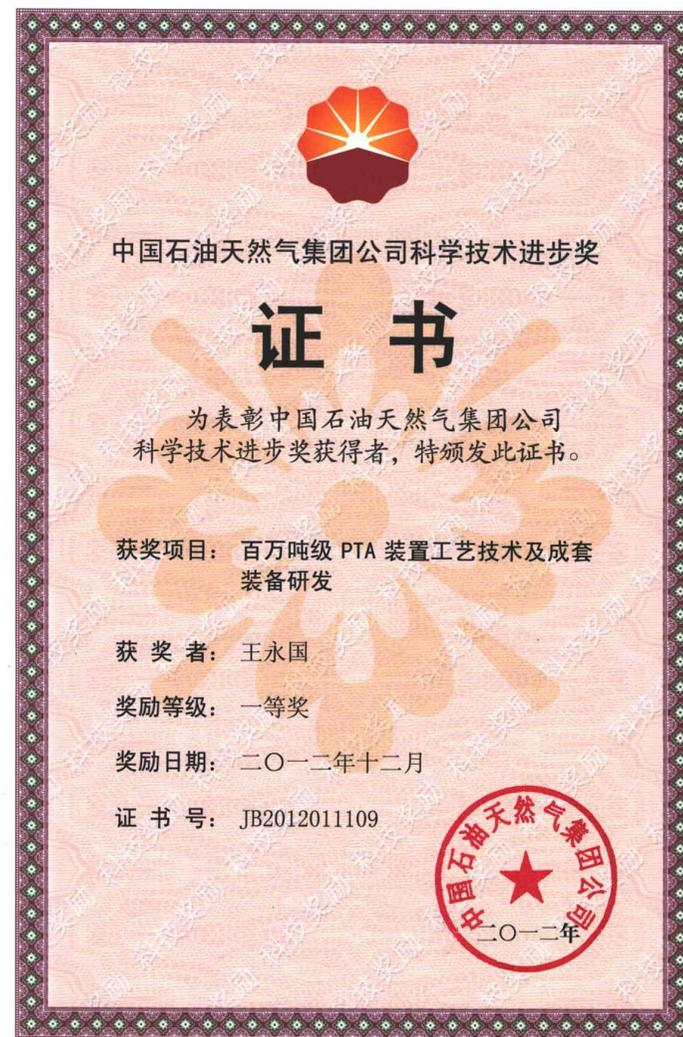 中国石油天然气集团公司科学技术进步奖
证 书
为表彰中国石油天然气集团公司
科学技术进步奖获得者，特颁发此证书。
获奖项目： 百万吨级 PTA 装置工艺技术及成套
装备研发
获 奖 者： 王永国
奖励等级： 一等奖
奖励日期： 二〇一二年十二月
证 书 号： JB2012011109
中国石油天然气集团公司
二〇一二年
科技奖励